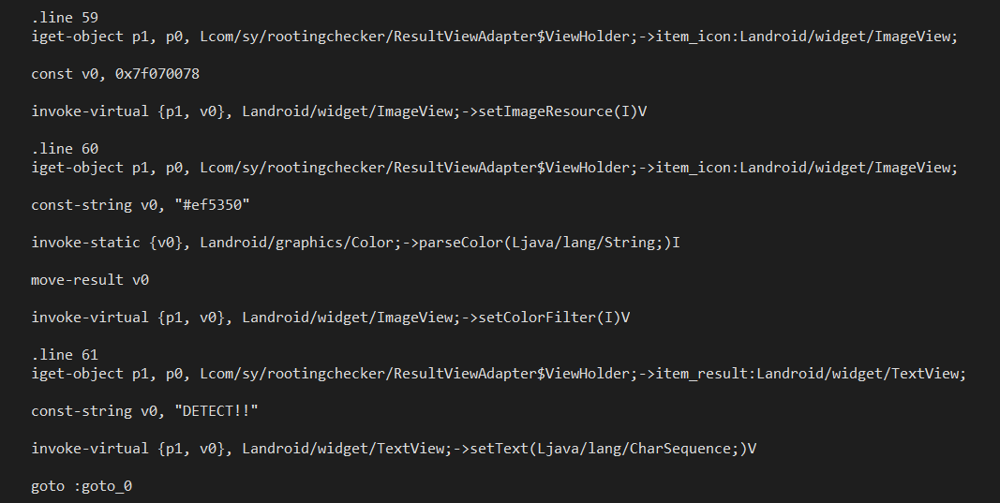 .line 59
iget-object p1, p0, Lcom/sy/rootingchecker/ResultViewAdapter$ViewHolder;->item_icon:Landroid/widget/ImageView;
const v0, 0x7f070078
invoke-virtual {p1, v0}, Landroid/widget/ImageView;->setImageResource(I)V
.line 60
iget-object p1, p0, Lcom/sy/rootingchecker/ResultViewAdapter$ViewHolder;->item_icon:Landroid/widget/ImageView;
const-string v0, "#ef5350"
invoke-static {v0}, Landroid/graphics/Color;->parseColor(Ljava/lang/String;)I
move-result v0
invoke-virtual {p1, v0}, Landroid/widget/ImageView;->setColorFilter(I)V
.line 61
iget-object p1, p0, Lcom/sy/rootingchecker/ResultViewAdapter$ViewHolder;->item_result:Landroid/widget/TextView;
const-string v0, "DETECT!!"
invoke-virtual {p1, v0}, Landroid/widget/TextView;->setText(Ljava/lang/CharSequence;)V
goto :goto_0